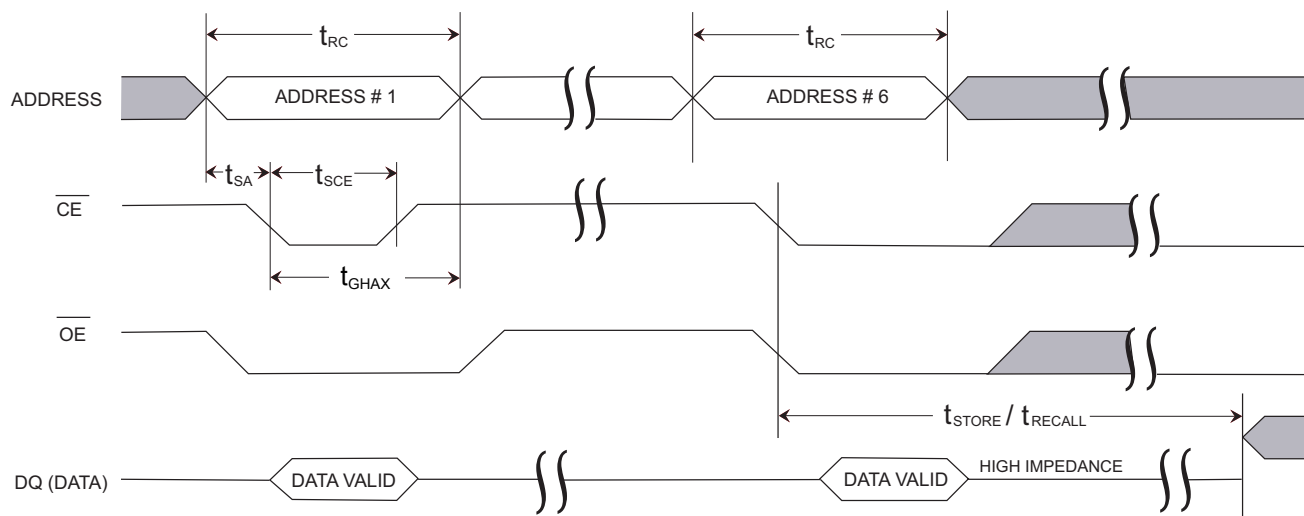 tRC
tRC
ADDRESS
ADDRESS # 1
ADDRESS # 6
tSA
tSCE
CE
tGHAX
OE
tSTORE / tRECALL
DQ (DATA)
DATA VALID
DATA VALID
HIGH IMPEDANCE